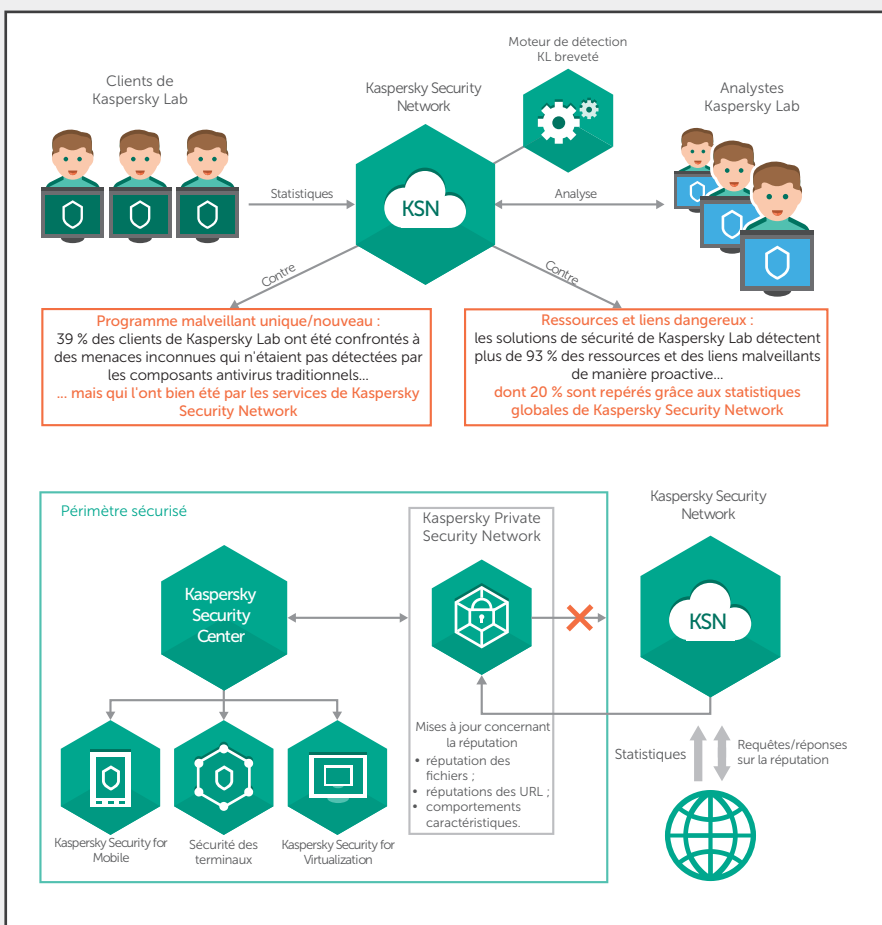 Moteur de détection
KL breveté
Clients de
Kaspersky Lab
Kaspersky Security
Network
Analystes
Kaspersky Lab
Statistiques
KSN
Analyse
Contre
Contre
Programme malveillant unique/nouveau :
39 % des clients de Kaspersky Lab ont été confrontés à
des menaces inconnues qui n'étaient pas détectées par
les composants antivirus traditionnels...
... mais qui l'ont bien été par les services de Kaspersky
Security Network
Ressources et liens dangereux :
les solutions de sécurité de Kaspersky Lab détectent
plus de 93 % des ressources et des liens malveillants
de manière proactive...
dont 20 % sont repérés grâce aux statistiques
globales de Kaspersky Security Network
Périmètre sécurisé
Kaspersky Private
Security Network
Kaspersky Security
Network
Kaspersky
Security
Center
KSN
Mises à jour concernant
la réputation
• réputation des
fichiers ;
• réputations des URL ;
• comportements
caractéristiques.
Statistiques
Requêtes/réponses
sur la réputation
Kaspersky Security for
Mobile
Sécurité des
terminaux
Kaspersky Security for
Virtualization